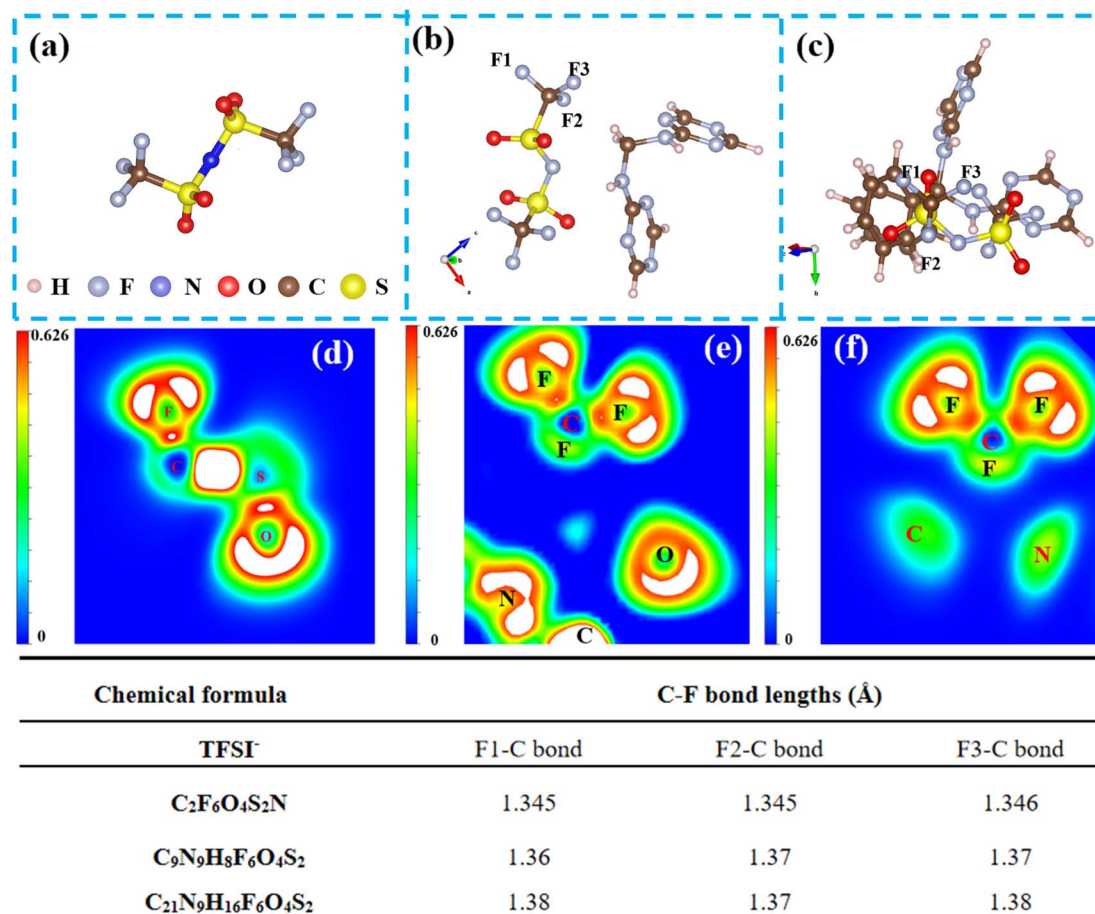 (a)
H F N O C S
(b)
F1
F3
F2
c
b
a
(c)
F1
F3
F2
b
0.626
(d)
F
C
S
O
0
0.626
(e)
F
F
C
F
O
N
C
0
0.626
(f)
F
F
C
F
C
N
0
Chemical formula C-F bond lengths (Å)
TFSI⁻ F1-C bond F2-C bond F3-C bond
C₂F₆O₄S₂N 1.345 1.345 1.346
C₉N₉H₈F₆O₄S₂ 1.36 1.37 1.37
C₂₁N₉H₁₆F₆O₄S₂ 1.38 1.37 1.38